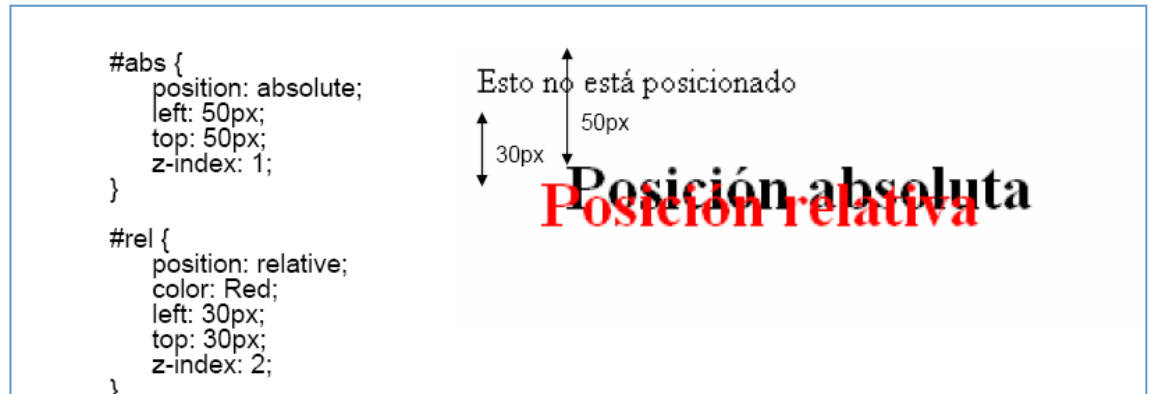 #abs {
position: absolute;
left: 50px;
top: 50px;
z-index: 1;
}
#rel {
position: relative;
color: Red;
left: 30px;
top: 30px;
z-index: 2;
}
Esto no está posicionado
50px
30px
Posición absoluta
Posición relativa